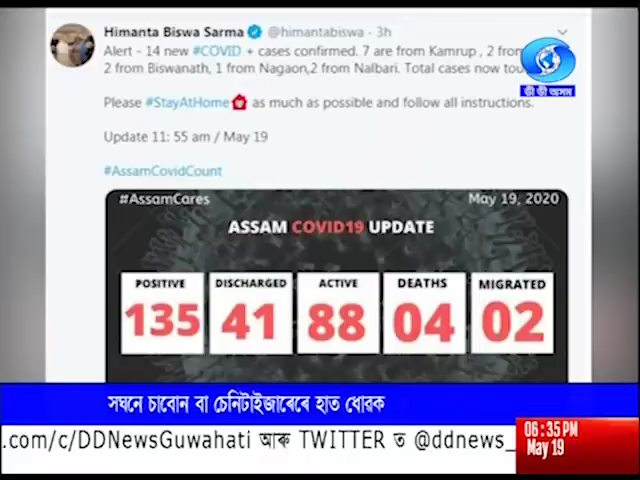 Himanta Biswa Sarma @himantabiswa · 3h
Alert - 14 new #COVID + cases confirmed. 7 are from Kamrup , 2 from
2 from Biswanath, 1 from Nagaon,2 from Nalbari. Total cases now
Please #StayAtHome as much as possible and follow all instructions.
Update 11: 55 am / May 19
#AssamCovidCount
ডী ডী অসম
#AssamCares May 19, 2020
ASSAM COVID19 UPDATE
POSITIVE DISCHARGED ACTIVE DEATHS MIGRATED
135 41 88 04 02
সঘনে চাবোন বা চেনিটাইজাৰেৰে হাত ধোৱক
.com/c/DDNewsGuwahati আৰু TWITTER ত @ddnews_
06:35 PM
May 19